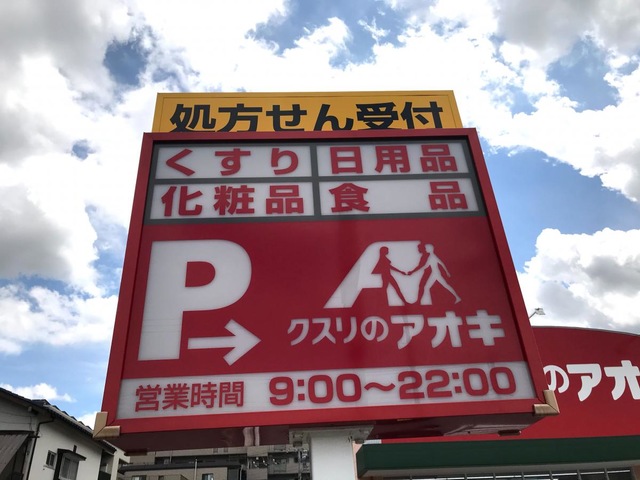 処方せん受付
くすり 日用品
化粧品 食品
P
クスリのアオキ
営業時間 9:00〜22:00
のアオ